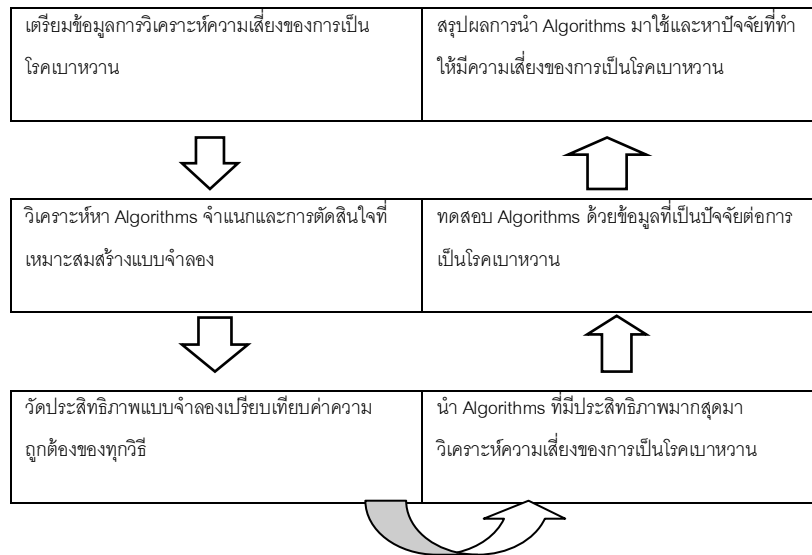 เตรียมข้อมูลการวิเคราะห์ความเสี่ยงของการเป็น
โรคเบาหวาน
สรุปผลการนำ Algorithms มาใช้และหาปัจจัยที่ทำ
ให้มีความเสี่ยงของการเป็นโรคเบาหวาน
วิเคราะห์หา Algorithms จำแนกและการตัดสินใจที่
เหมาะสมสร้างแบบจำลอง
ทดสอบ Algorithms ด้วยข้อมูลที่เป็นปัจจัยต่อการ
เป็นโรคเบาหวาน
วัดประสิทธิภาพแบบจำลองเปรียบเทียบค่าความ
ถูกต้องของทุกวิธี
นำ Algorithms ที่มีประสิทธิภาพมากสุดมา
วิเคราะห์ความเสี่ยงของการเป็นโรคเบาหวาน